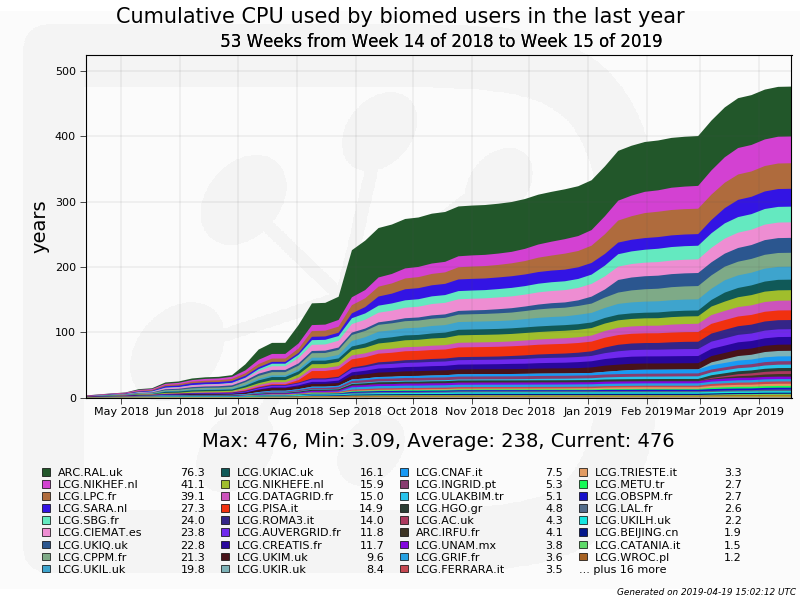 Cumulative CPU used by biomed users in the last year
53 Weeks from Week 14 of 2018 to Week 15 of 2019
500
400
300
200
100
0
years
May 2018 Jun 2018 Jul 2018 Aug 2018 Sep 2018 Oct 2018 Nov 2018 Dec 2018 Jan 2019 Feb 2019 Mar 2019 Apr 2019
Max: 476, Min: 3.09, Average: 238, Current: 476
ARC.RAL.uk 76.3 LCG.UKIAC.uk 16.1 LCG.CNAF.it 7.5 LCG.TRIESTE.it 3.3
LCG.NIKHEF.nl 41.1 LCG.NIKHEFE.nl 15.9 LCG.INGRID.pt 5.3 LCG.METU.tr 2.7
LCG.LPC.fr 39.1 LCG.DATAGRID.fr 15.0 LCG.ULAKBIM.tr 5.1 LCG.OBSPM.fr 2.7
LCG.SARA.nl 27.3 LCG.PISA.it 14.9 LCG.HGO.gr 4.8 LCG.LAL.fr 2.6
LCG.SBG.fr 24.0 LCG.ROMA3.it 14.0 LCG.AC.uk 4.3 LCG.UKILH.uk 2.2
LCG.CIEMAT.es 23.8 LCG.AUVERGRID.fr 11.8 ARC.IRFU.fr 4.1 LCG.BEIJING.cn 1.9
LCG.UKIQ.uk 22.8 LCG.CREATIS.fr 11.7 LCG.UNAM.mx 3.8 LCG.CATANIA.it 1.5
LCG.CPPM.fr 21.3 LCG.UKIM.uk 9.6 LCG.GRIF.fr 3.6 LCG.WROC.pl 1.2
LCG.UKIL.uk 19.8 LCG.UKIR.uk 8.4 LCG.FERRARA.it 3.5 ... plus 16 more
Generated on 2019-04-19 15:02:12 UTC